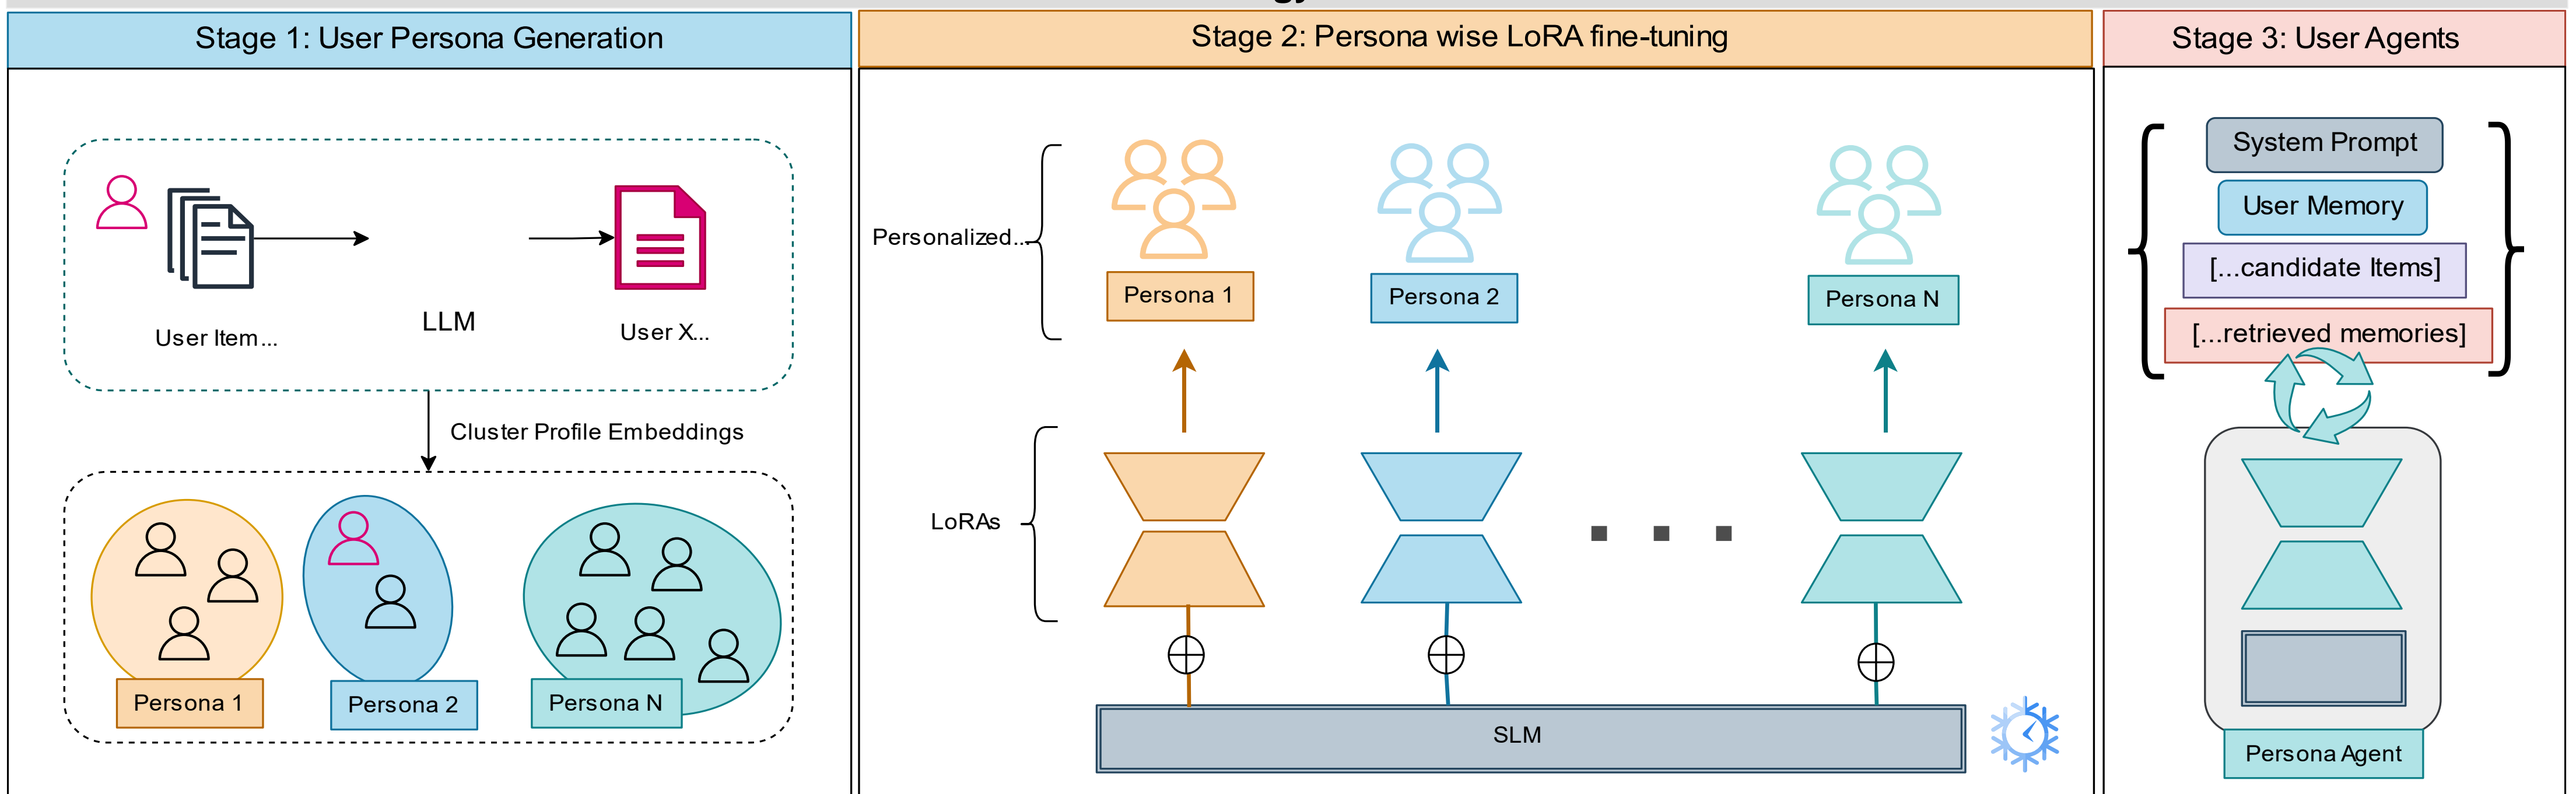 Stage 1: User Persona Generation
User Item...
LLM
User X...
Cluster Profile Embeddings
Persona 1
Persona 2
Persona N
Stage 2: Persona wise LoRA fine-tuning
Personalized...
Persona 1
Persona 2
Persona N
LoRAs
SLM
Stage 3: User Agents
System Prompt
User Memory
[...candidate Items]
[...retrieved memories]
Persona Agent